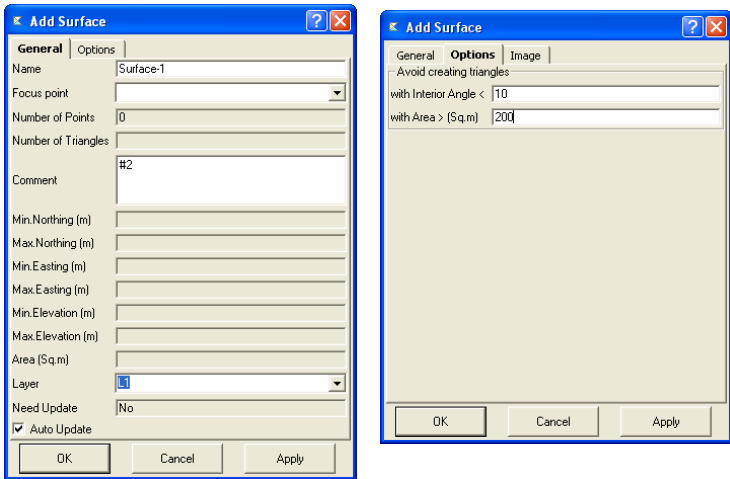 Add Surface
General Options
Name Surface-1
Focus point
Number of Points 0
Number of Triangles
Comment #2
Min.Northing (m)
Max.Northing (m)
Min.Easting (m)
Max.Easting (m)
Min.Elevation (m)
Max.Elevation (m)
Area (Sq.m)
Layer L1
Need Update No
Auto Update
OK Cancel Apply
Add Surface
General Options Image
Avoid creating triangles
with Interior Angle < 10
with Area > (Sq.m) 200
OK Cancel Apply